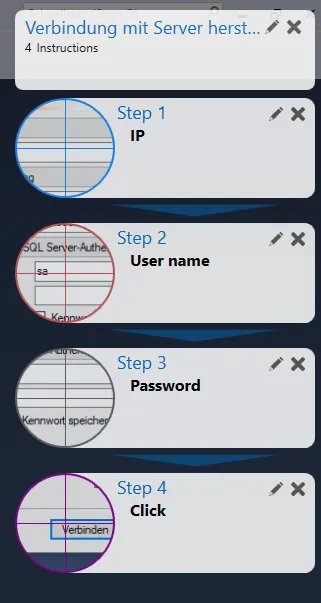 Verbindung mit Server herst...
4 Instructions
Step 1
IP
Step 2
User name
SQL Server-Authe
sa
Kennw
Step 3
Password
Kennwort speicher
Step 4
Click
Verbinden